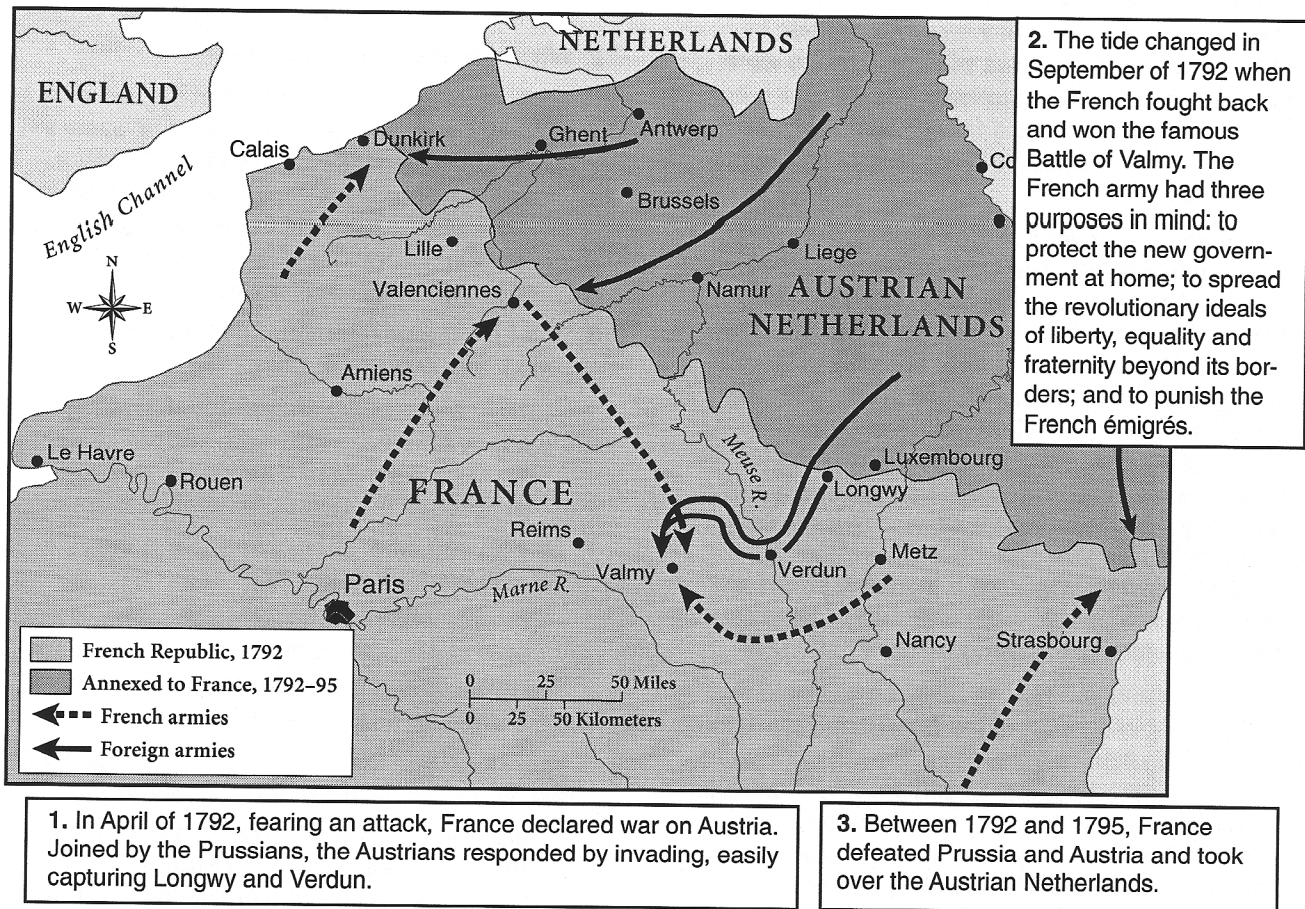 NETHERLANDS
ENGLAND
Dunkirk
Ghent
Antwerp
Calais
English Channel
Brussels
Lille
Liege
N
W
E
S
Valenciennes
Namur
AUSTRIAN
NETHERLANDS
Amiens
Le Havre
Rouen
Meuse R.
Luxembourg
Longwy
FRANCE
Reims
Metz
Valmy
Verdun
Paris
Marne R.
Nancy
Strasbourg
French Republic, 1792
Annexed to France, 1792–95
French armies
Foreign armies
0 25 50 Miles
0 25 50 Kilometers
2. The tide changed in
September of 1792 when
the French fought back
and won the famous
Battle of Valmy. The
French army had three
purposes in mind: to
protect the new govern-
ment at home; to spread
the revolutionary ideals
of liberty, equality and
fraternity beyond its bor-
ders; and to punish the
French émigrés.
1. In April of 1792, fearing an attack, France declared war on Austria.
Joined by the Prussians, the Austrians responded by invading, easily
capturing Longwy and Verdun.
3. Between 1792 and 1795, France
defeated Prussia and Austria and took
over the Austrian Netherlands.